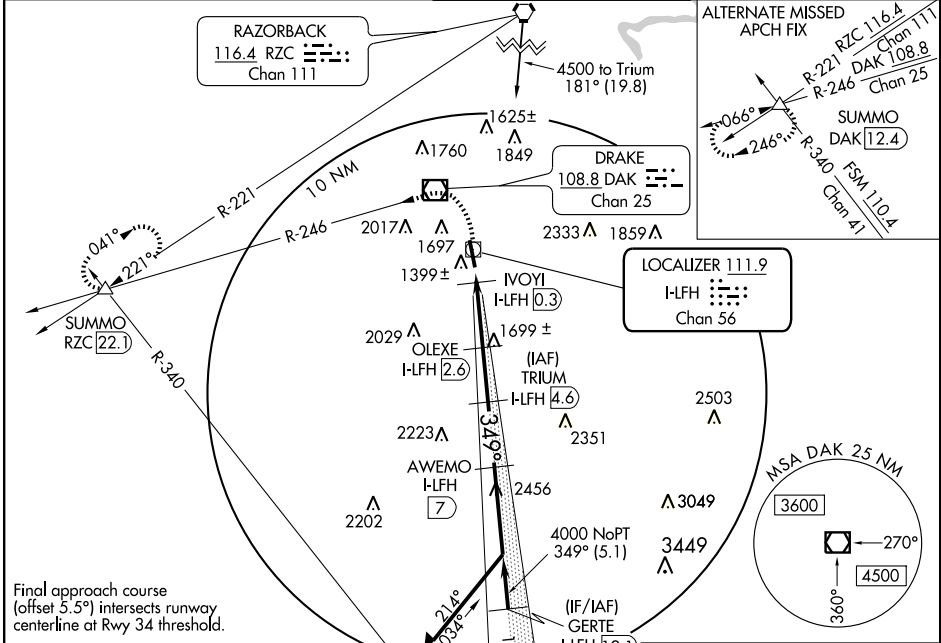 RAZORBACK
116.4 RZC
Chan 111
4500 to Trium
181° (19.8)
ALTERNATE MISSED
APCH FIX
R-221
RZC 116.4
Chan 111
R-246
DAK 108.8
Chan 25
066°
246°
SUMMO
DAK 12.4
R-340
FSM 110.4
Chan 41
10 NM
1625±
1760
1849
DRAKE
108.8 DAK
Chan 25
R-221
R-246
041°
221°
2017
1697
2333
1859
1399 ±
LOCALIZER 111.9
I-LFH
Chan 56
IVOYI
I-LFH 0.3
SUMMO
RZC 22.1
R-340
2029
1699 ±
OLEXE
I-LFH 2.6
(IAF)
TRIUM
I-LFH 4.6
349°
2503
2351
2223
AWEMO
I-LFH
7
2456
2202
3049
3449
MSA DAK 25 NM
3600
270°
4500
360°
4000 NoPT
349° (5.1)
214°
034°
(IF/IAF)
GERTE
Final approach course
(offset 5.5°) intersects runway
centerline at Rwy 34 threshold.